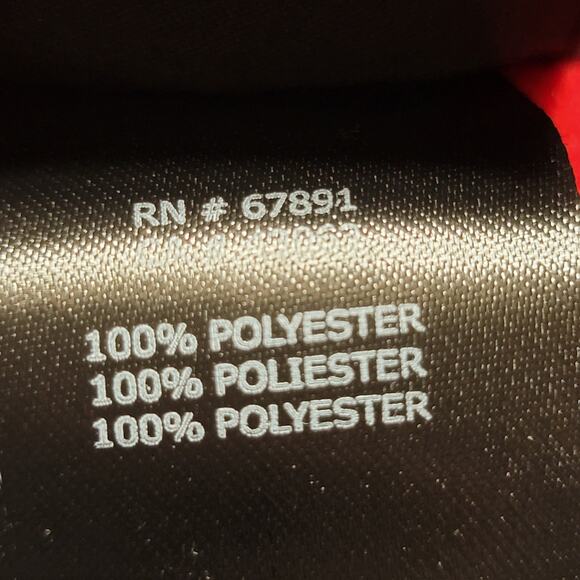 RN # 67891
100% POLYESTER
100% POLIESTER
100% POLYESTER